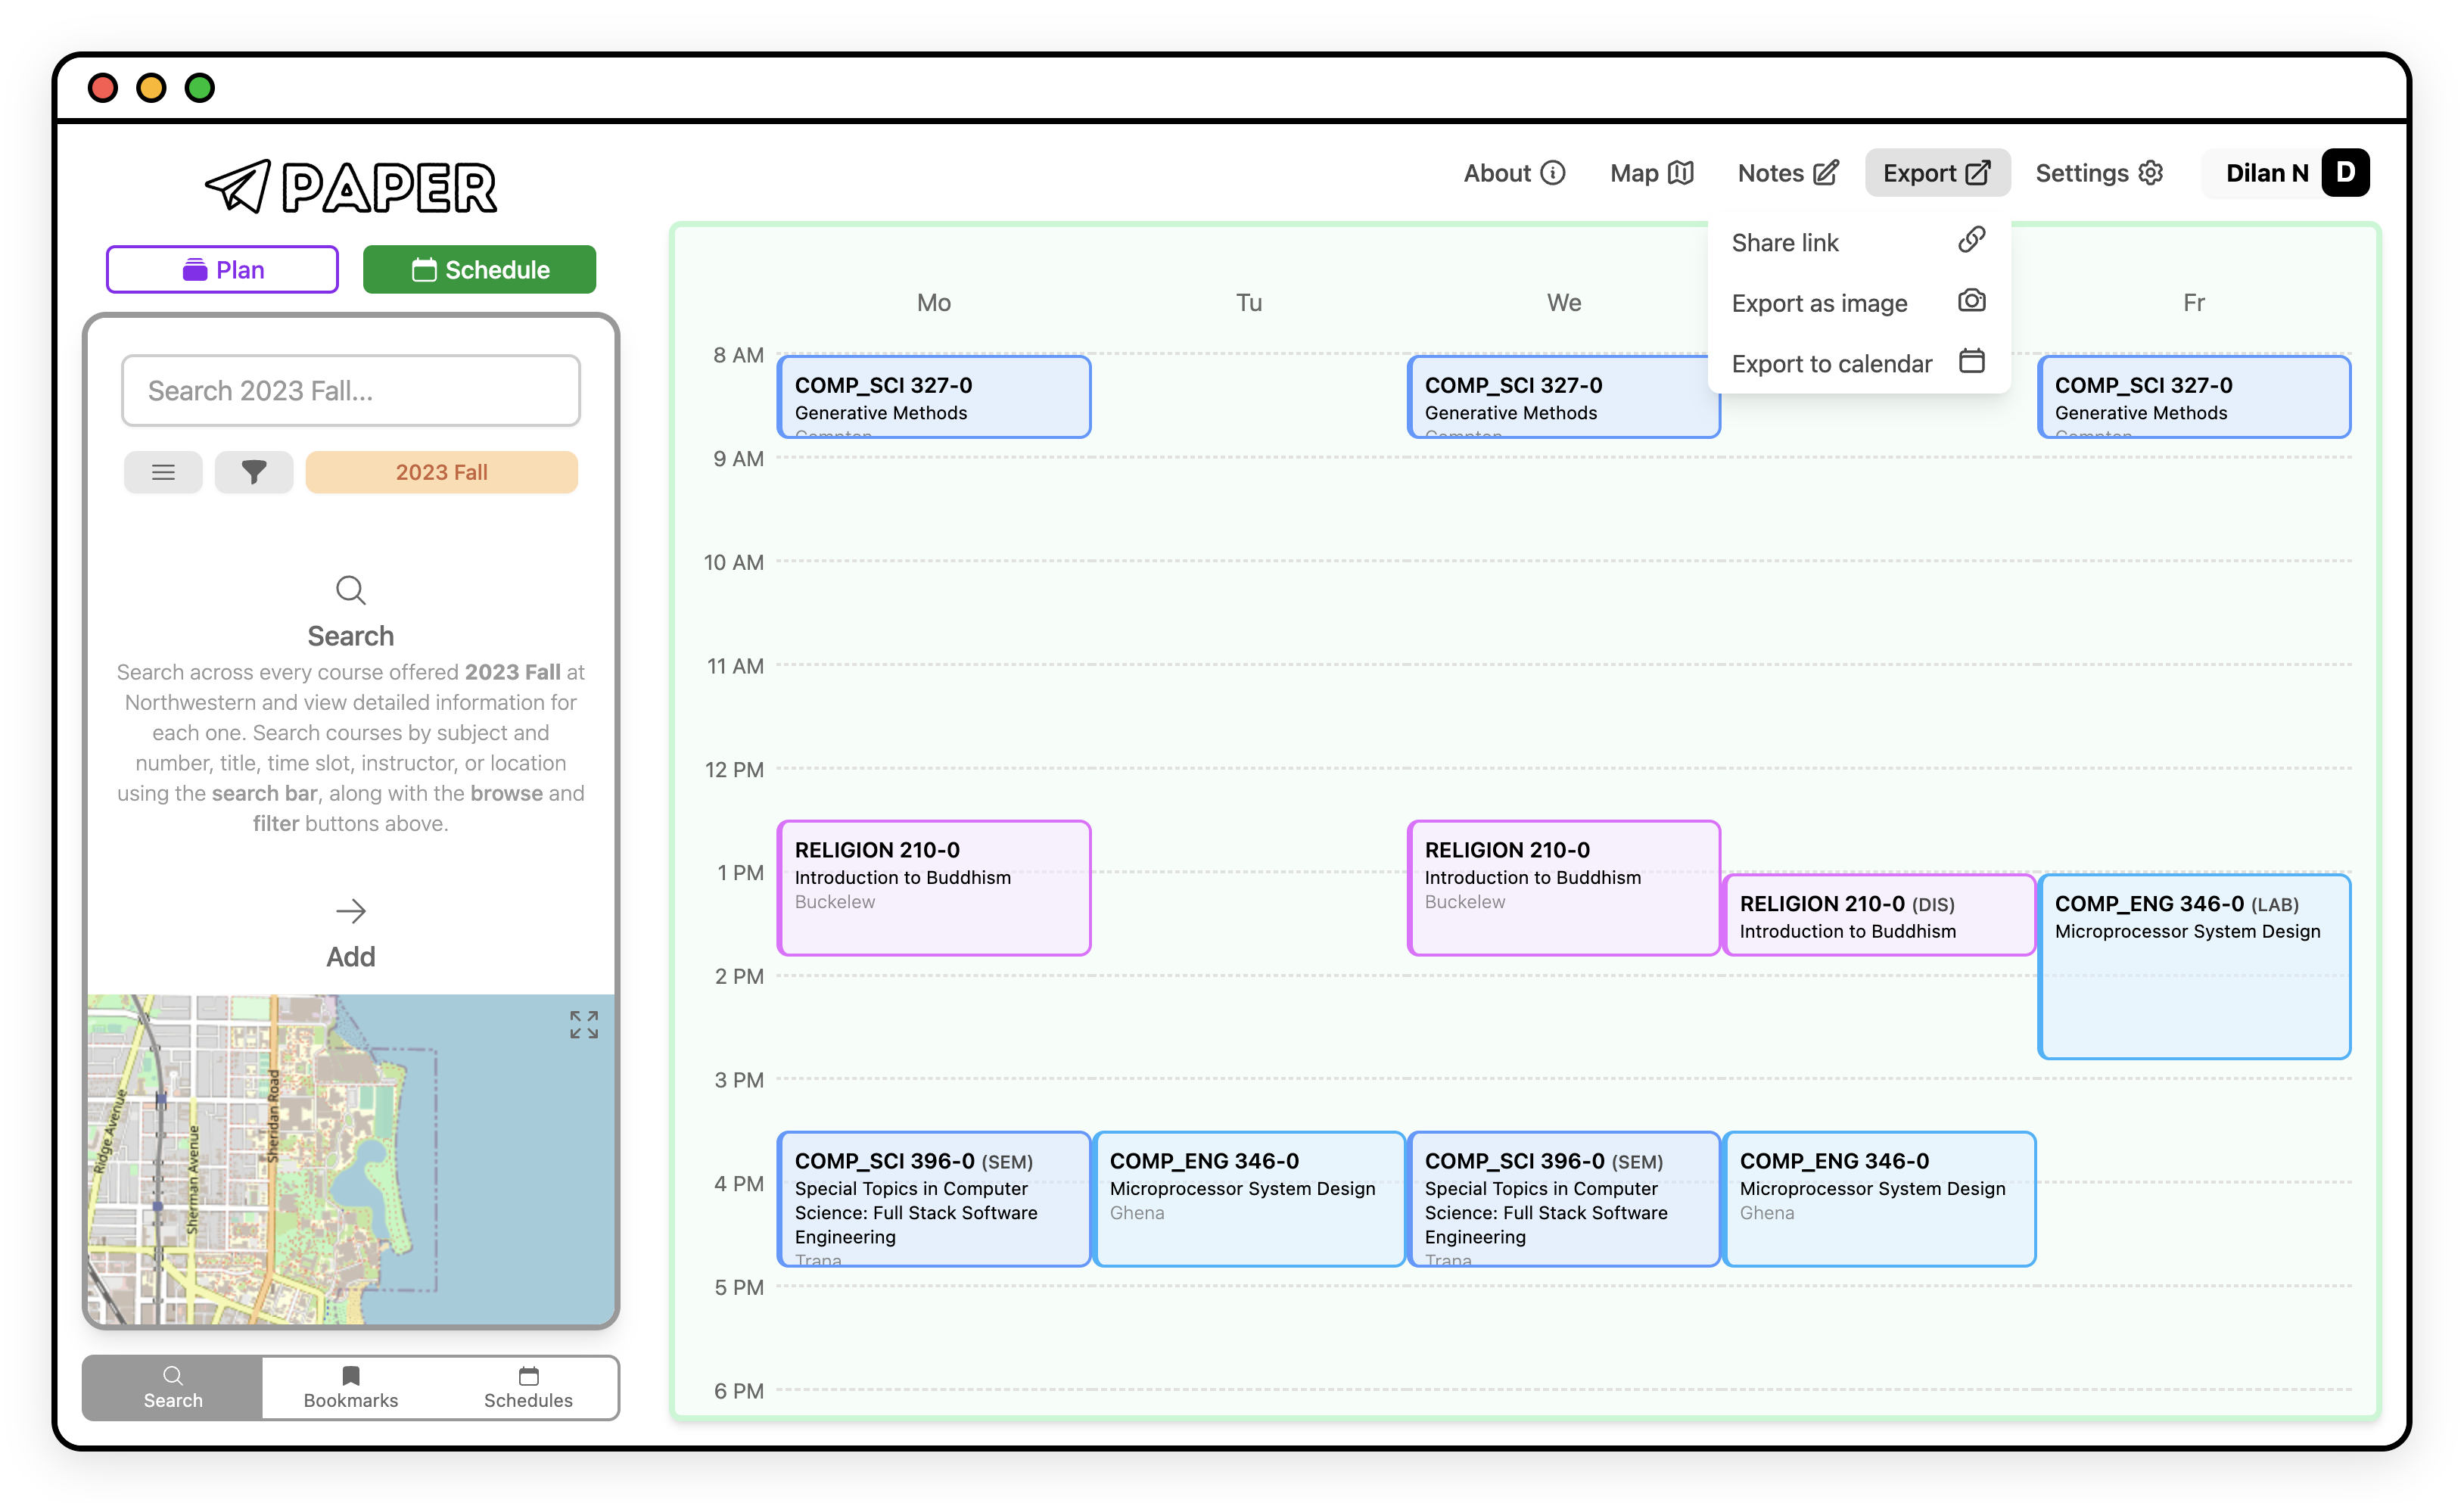 PAPER
About
Map
Notes
Export
Settings
Dilan N
D
Plan
Schedule
Share link
Export as image
Export to calendar
Search 2023 Fall...
2023 Fall
Search
Search across every course offered 2023 Fall at
Northwestern and view detailed information for
each one. Search courses by subject and
number, title, time slot, instructor, or location
using the search bar, along with the browse and
filter buttons above.
Add
Ridge Avenue
Sherman Avenue
Sheridan Road
Search
Bookmarks
Schedules
Mo
Tu
We
Fr
8 AM
COMP_SCI 327-0
Generative Methods
Compton
COMP_SCI 327-0
Generative Methods
Compton
COMP_SCI 327-0
Generative Methods
Compton
9 AM
10 AM
11 AM
12 PM
RELIGION 210-0
Introduction to Buddhism
Buckelew
RELIGION 210-0
Introduction to Buddhism
Buckelew
1 PM
RELIGION 210-0 (DIS)
Introduction to Buddhism
COMP_ENG 346-0 (LAB)
Microprocessor System Design
2 PM
3 PM
COMP_SCI 396-0 (SEM)
Special Topics in Computer
Science: Full Stack Software
Engineering
Trana
COMP_ENG 346-0
Microprocessor System Design
Ghena
COMP_SCI 396-0 (SEM)
Special Topics in Computer
Science: Full Stack Software
Engineering
Trana
COMP_ENG 346-0
Microprocessor System Design
Ghena
4 PM
5 PM
6 PM